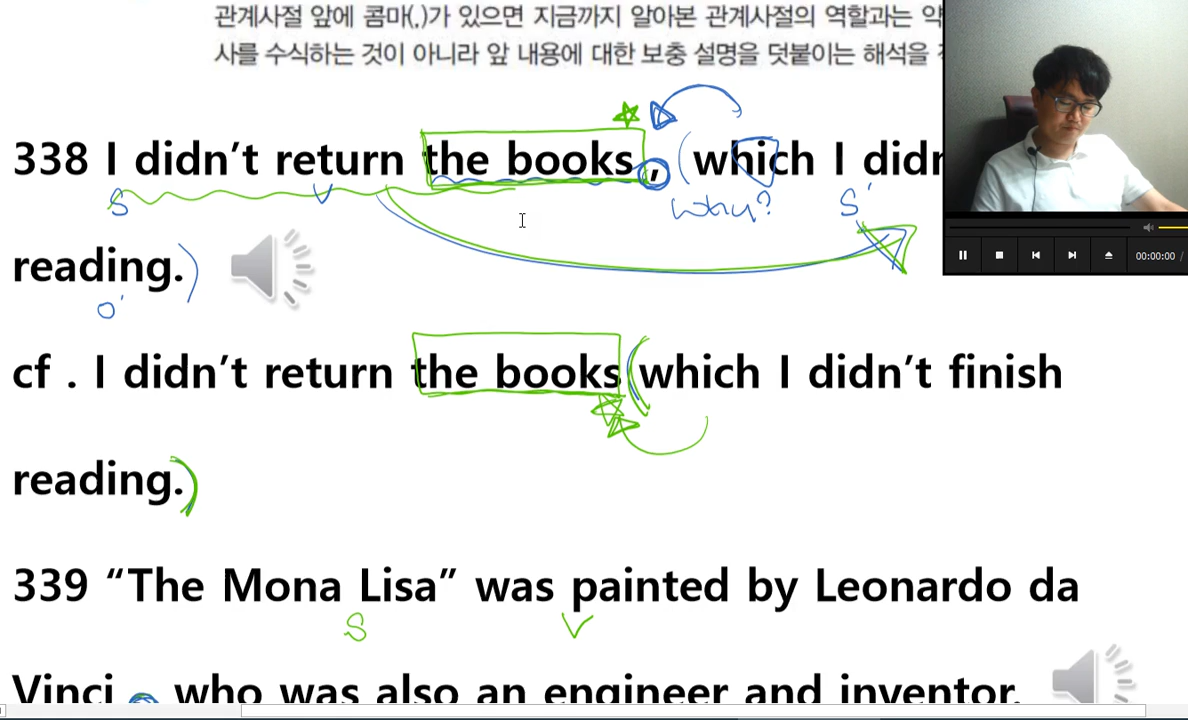 관계사절 앞에 콤마(,)가 있으면 지금까지 알아본 관계사절의 역할과는 약
사를 수식하는 것이 아니라 앞 내용에 대한 보충 설명을 덧붙이는 해석을
338 I didn't return the books, (which I didn
S V why? S'
reading.)
O'
cf . I didn't return the books (which I didn't finish
reading.)
339 “The Mona Lisa” was painted by Leonardo da
S V
Vinci , who was also an engineer and inventor.
00:00:00 /